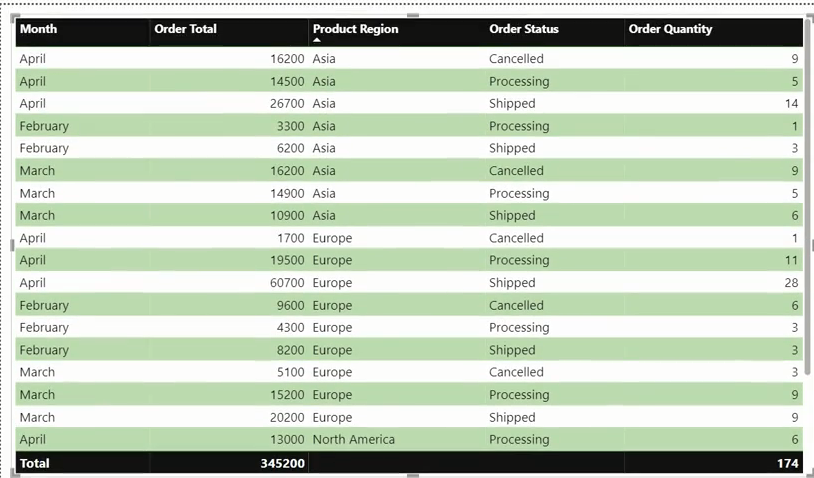 Month Order Total Product Region Order Status Order Quantity
April 16200 Asia Cancelled 9
April 14500 Asia Processing 5
April 26700 Asia Shipped 14
February 3300 Asia Processing 1
February 6200 Asia Shipped 3
March 16200 Asia Cancelled 9
March 14900 Asia Processing 5
March 10900 Asia Shipped 6
April 1700 Europe Cancelled 1
April 19500 Europe Processing 11
April 60700 Europe Shipped 28
February 9600 Europe Cancelled 6
February 4300 Europe Processing 3
February 8200 Europe Shipped 3
March 5100 Europe Cancelled 3
March 15200 Europe Processing 9
March 20200 Europe Shipped 9
April 13000 North America Processing 6
Total 345200 174